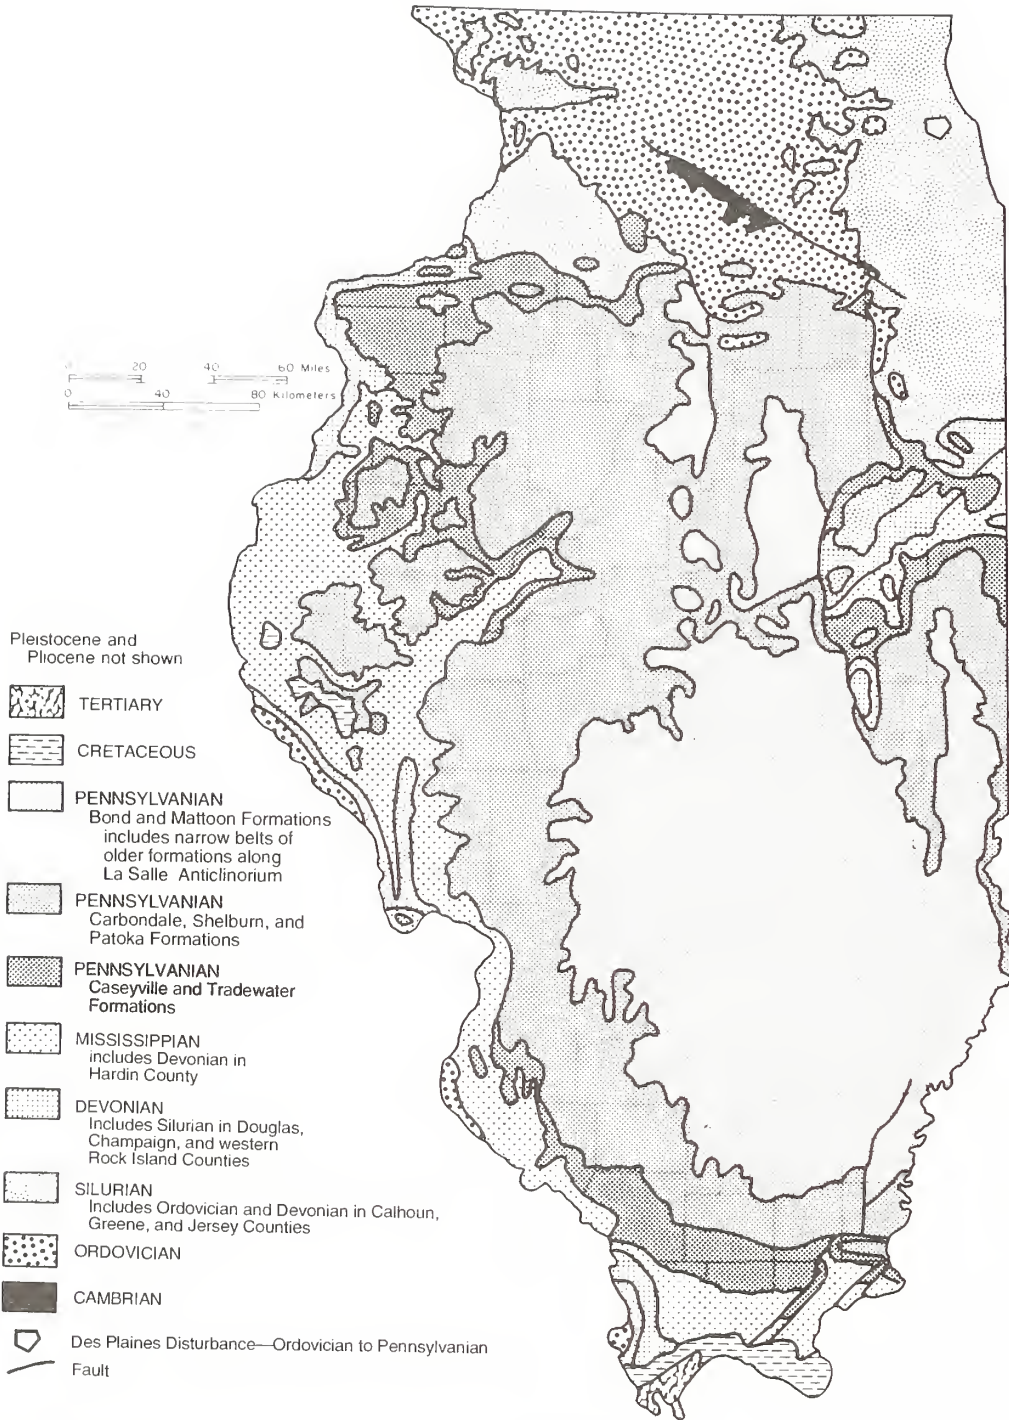 0 20 40 60 Miles
0 40 80 Kilometers
Pleistocene and
Pliocene not shown
TERTIARY
CRETACEOUS
PENNSYLVANIAN
Bond and Mattoon Formations
includes narrow belts of
older formations along
La Salle Anticlinorium
PENNSYLVANIAN
Carbondale, Shelburn, and
Patoka Formations
PENNSYLVANIAN
Caseyville and Tradewater
Formations
MISSISSIPPIAN
includes Devonian in
Hardin County
DEVONIAN
Includes Silurian in Douglas,
Champaign, and western
Rock Island Counties
SILURIAN
Includes Ordovician and Devonian in Calhoun,
Greene, and Jersey Counties
ORDOVICIAN
CAMBRIAN
Des Plaines Disturbance—Ordovician to Pennsylvanian
Fault